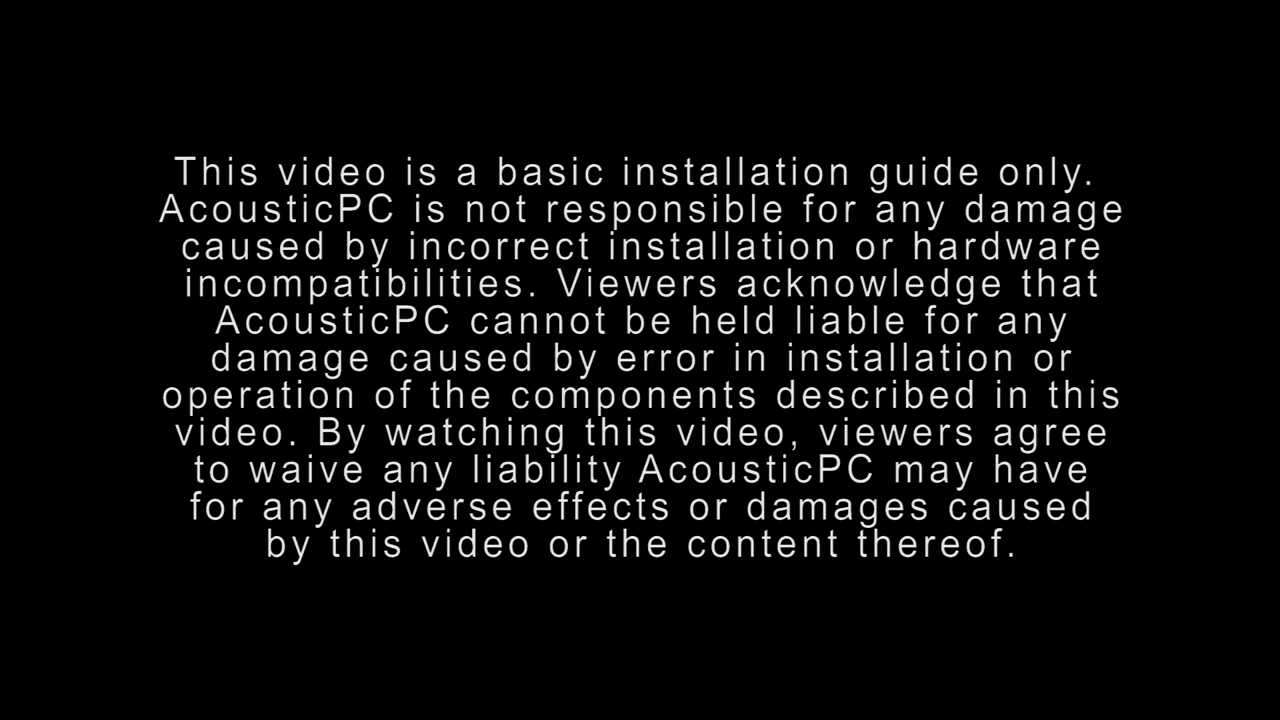 This video is a basic installation guide only.
AcousticPC is not responsible for any damage
caused by incorrect installation or hardware
incompatibilities. Viewers acknowledge that
AcousticPC cannot be held liable for any
damage caused by error in installation or
operation of the components described in this
video. By watching this video, viewers agree
to waive any liability AcousticPC may have
for any adverse effects or damages caused
by this video or the content thereof.